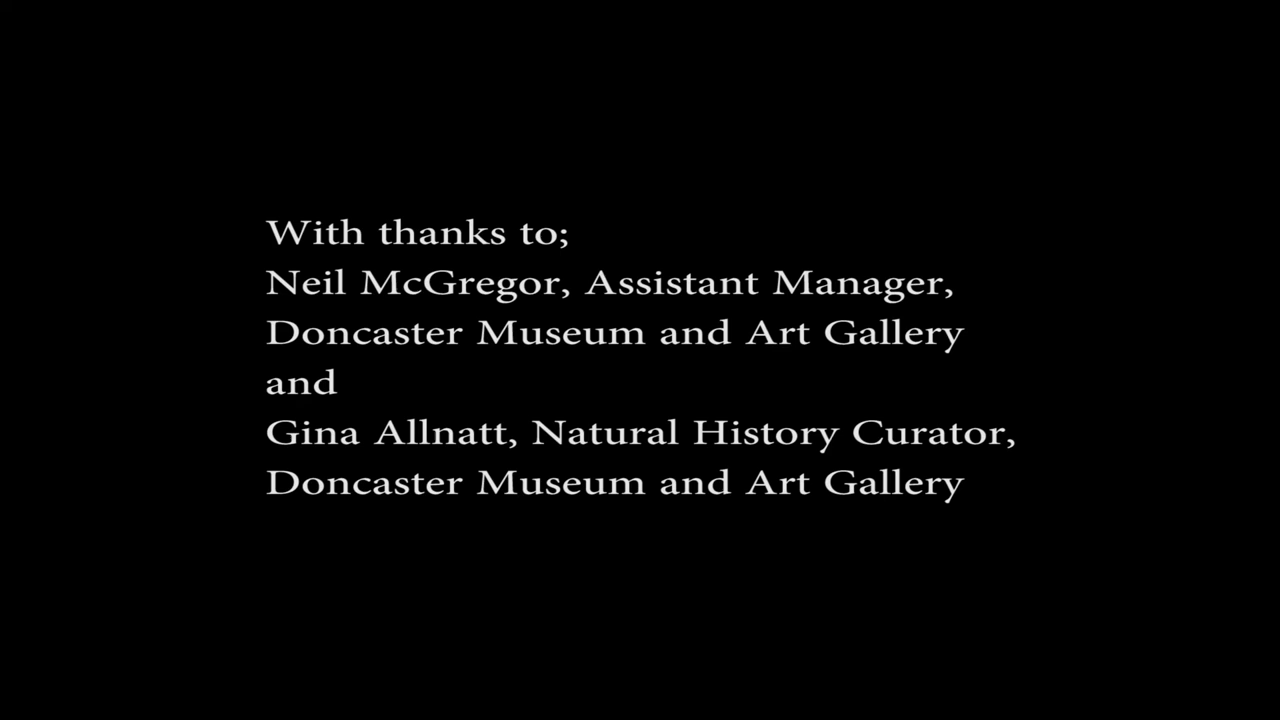 With thanks to;
Neil McGregor, Assistant Manager,
Doncaster Museum and Art Gallery
and
Gina Allnatt, Natural History Curator,
Doncaster Museum and Art Gallery